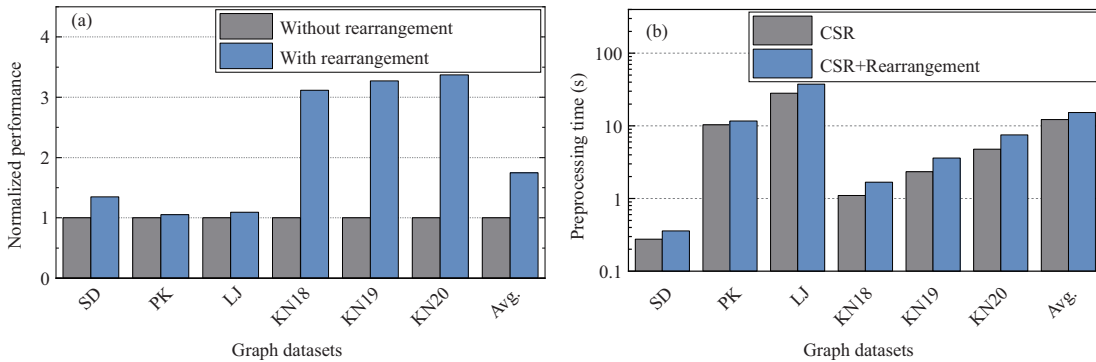 (a)
Without rearrangement
With rearrangement
Normalized performance
4
3
2
1
0
SD PK LJ KN18 KN19 KN20 Avg.
Graph datasets
(b)
CSR
CSR+Rearrangement
Preprocessing time (s)
100
10
1
0.1
SD PK LJ KN18 KN19 KN20 Avg.
Graph datasets